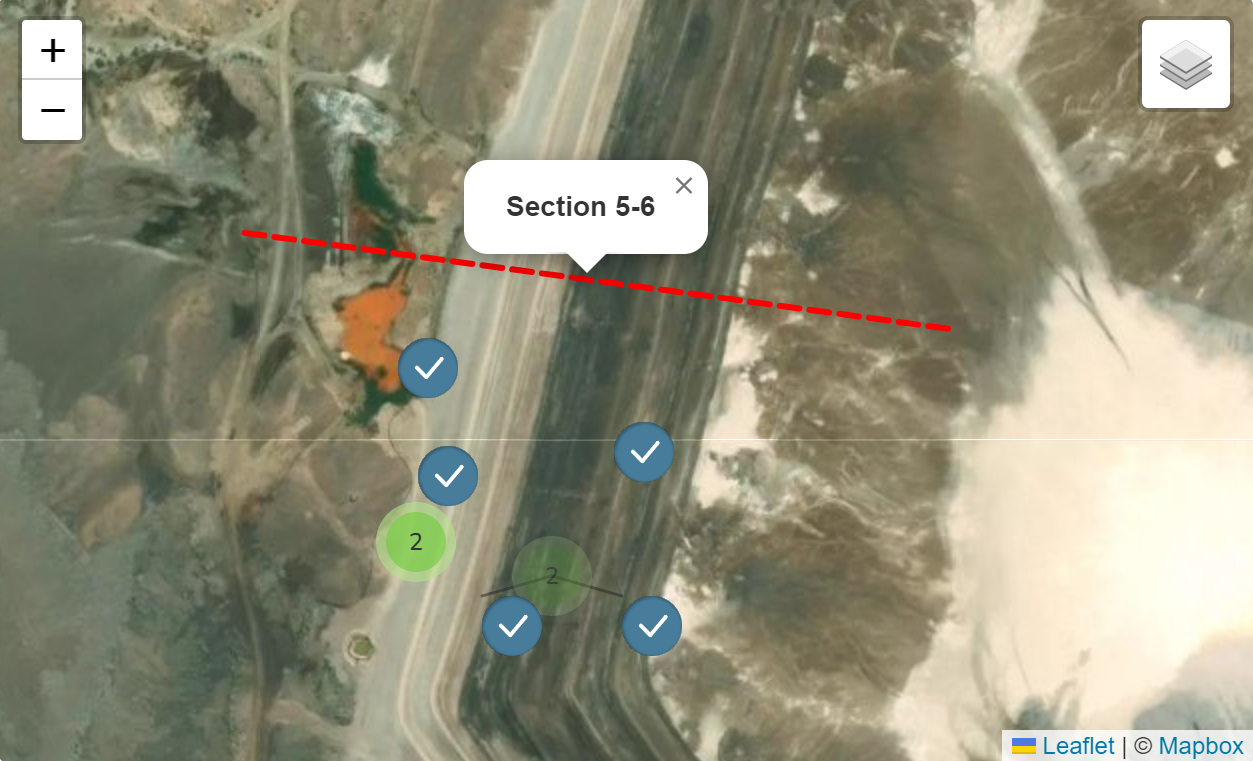 +
−
Section 5-6
×
2
2
Leaflet | © Mapbox